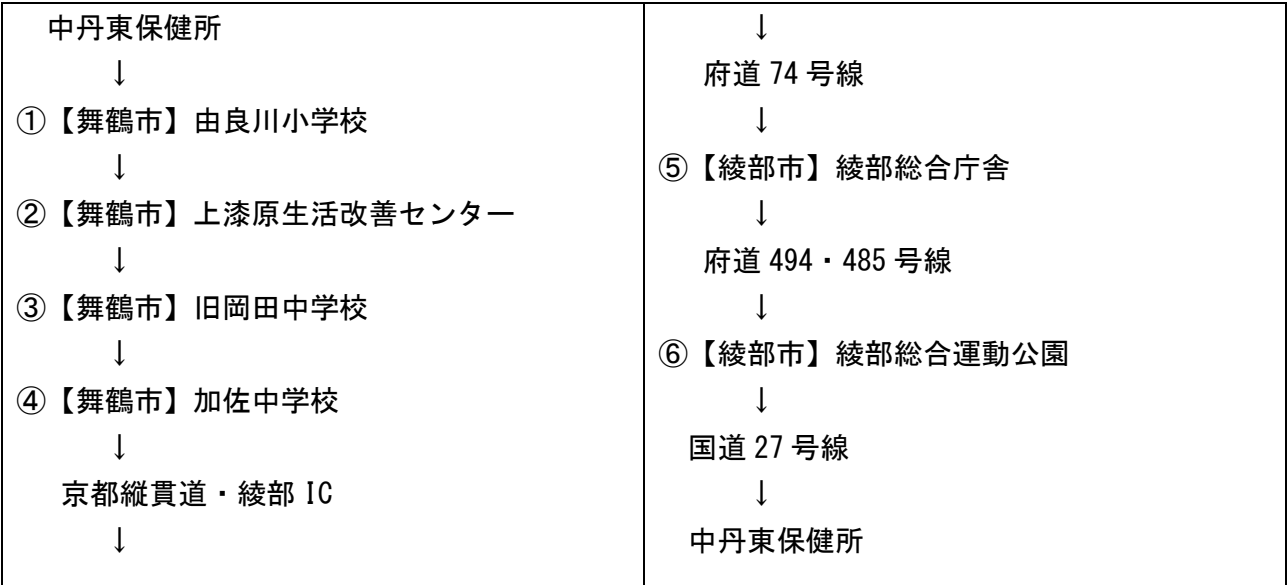 中丹東保健所
↓
①【舞鶴市】由良川小学校
↓
②【舞鶴市】上漆原生活改善センター
↓
③【舞鶴市】旧岡田中学校
↓
④【舞鶴市】加佐中学校
↓
京都縦貫道・綾部 IC
↓
↓
府道 74 号線
↓
⑤【綾部市】綾部総合庁舎
↓
府道 494・485 号線
↓
⑥【綾部市】綾部総合運動公園
↓
国道 27 号線
↓
中丹東保健所